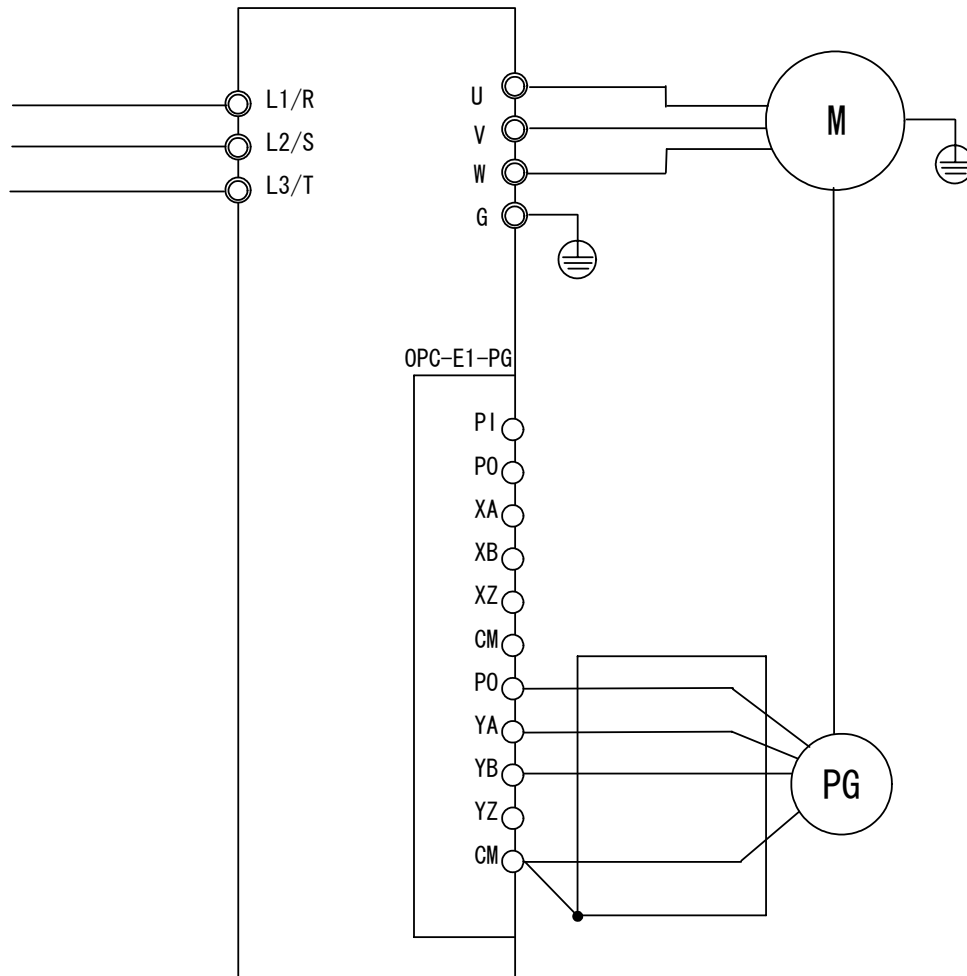 L1/R
L2/S
L3/T
U
V
W
G
M
OPC-E1-PG
PI
PO
XA
XB
XZ
CM
PO
YA
YB
YZ
CM
PG